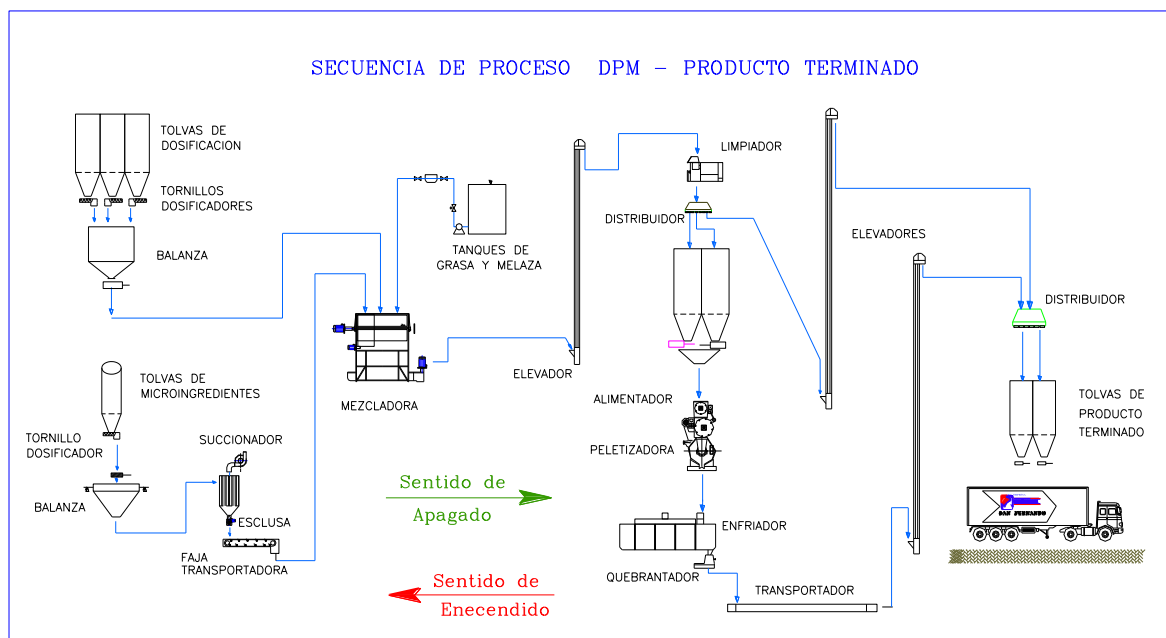 SECUENCIA DE PROCESO DPM - PRODUCTO TERMINADO
TOLVAS DE
DOSIFICACION
TORNILLOS
DOSIFICADORES
BALANZA
TANQUES DE
GRASA Y MELAZA
MEZCLADORA
ELEVADOR
LIMPIADOR
DISTRIBUIDOR
ELEVADORES
DISTRIBUIDOR
TOLVAS DE
MICROINGREDIENTES
TORNILLO
DOSIFICADOR
BALANZA
SUCCIONADOR
ESCLUSA
FAJA
TRANSPORTADORA
ALIMENTADOR
PELETIZADORA
ENFRIADOR
QUEBRANTADOR
TRANSPORTADOR
TOLVAS DE
PRODUCTO
TERMINADO
SAN FERNANDO
Sentido de
Apagado
Sentido de
Enecendido